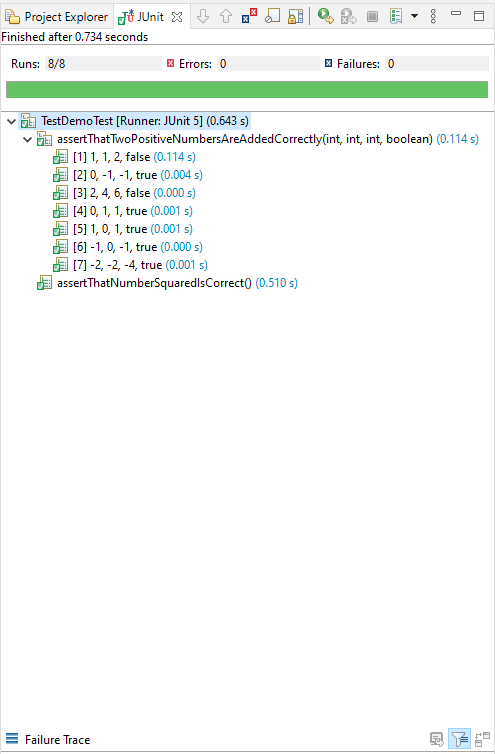 Project Explorer JUnit
Finished after 0.734 seconds
Runs: 8/8 Errors: 0 Failures: 0
TestDemoTest [Runner: JUnit 5] (0.643 s)
assertThatTwoPositiveNumbersAreAddedCorrectly(int, int, int, boolean) (0.114 s)
[1] 1, 1, 2, false (0.114 s)
[2] 0, -1, -1, true (0.004 s)
[3] 2, 4, 6, false (0.000 s)
[4] 0, 1, 1, true (0.001 s)
[5] 1, 0, 1, true (0.001 s)
[6] -1, 0, -1, true (0.000 s)
[7] -2, -2, -4, true (0.001 s)
assertThatNumberSquaredIsCorrect() (0.510 s)
Failure Trace